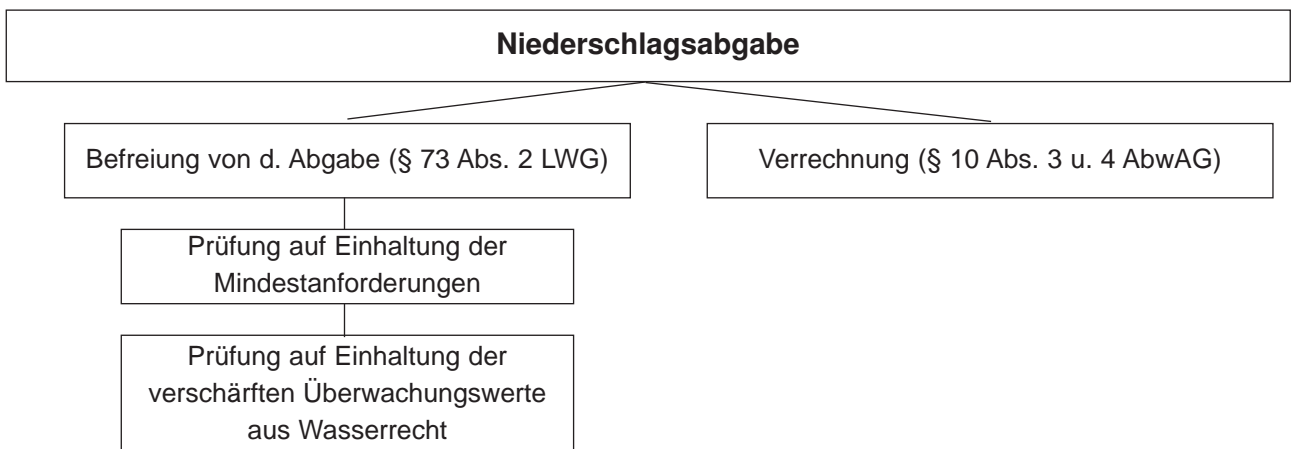 Niederschlagsabgabe
Befreiung von d. Abgabe (§ 73 Abs. 2 LWG)
Verrechnung (§ 10 Abs. 3 u. 4 AbwAG)
Prüfung auf Einhaltung der
Mindestanforderungen
Prüfung auf Einhaltung der
verschärften Überwachungswerte
aus Wasserrecht